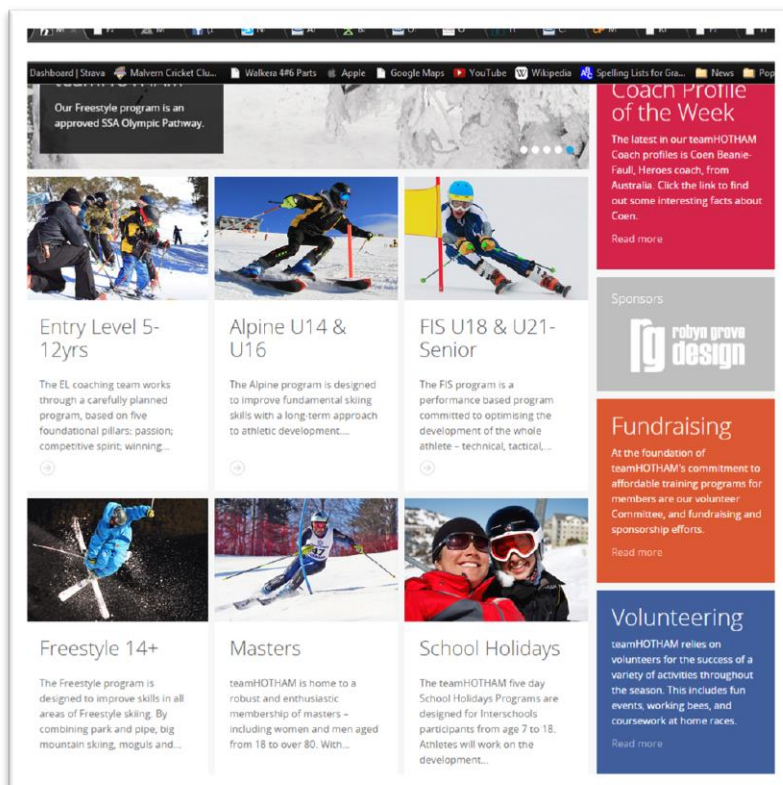 Dashboard | Strava Malvern Cricket Clu... Walkera 4#6 Parts Apple Google Maps YouTube Wikipedia Spelling Lists for Gra... News Pop
teamHOTHAM
Our Freestyle program is an
approved SSA Olympic Pathway.
Coach Profile
of the Week
The latest in our teamHOTHAM
Coach profiles is Coen Beanie-
Faull, Heroes coach, from
Australia. Click the link to find
out some interesting facts about
Coen.
Read more
Sponsors
rg robyn grove
design
Entry Level 5-
12yrs
The EL coaching team works
through a carefully planned
program, based on five
foundational pillars: passion;
competitive spirit; winning...
Alpine U14 &
U16
The Alpine program is designed
to improve fundamental skiing
skills with a long-term approach
to athletic development....
FIS U18 & U21-
Senior
The FIS program is a
performance based program
committed to optimising the
development of the whole
athlete – technical, tactical,...
Fundraising
At the foundation of
teamHOTHAM's commitment to
affordable training programs for
members are our volunteer
Committee, and fundraising and
sponsorship efforts.
Read more
47
Freestyle 14+
The Freestyle program is
designed to improve skills in all
areas of Freestyle skiing. By
combining park and pipe, big
mountain skiing, moguls and...
Masters
teamHOTHAM is home to a
robust and enthusiastic
membership of masters –
including women and men aged
from 18 to over 80. With...
School Holidays
The teamHOTHAM five day
School Holidays Programs are
designed for Interschools
participants from age 7 to 18.
Athletes will work on the
development...
Volunteering
teamHOTHAM relies on
volunteers for the success of a
variety of activities throughout
the season. This includes fun
events, working bees, and
coursework at home races.
Read more